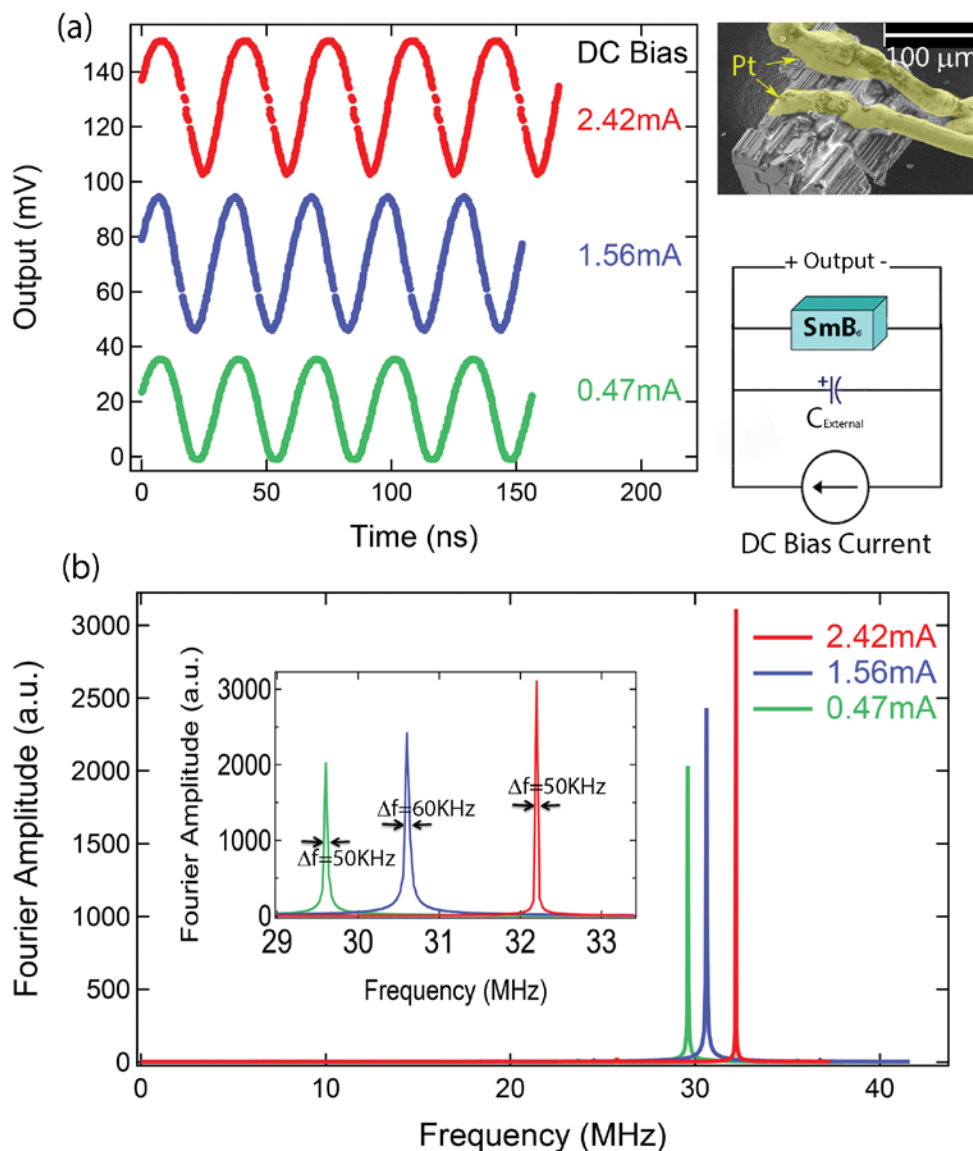 (a)
Output (mV)
140
120
100
80
60
40
20
0
DC Bias
2.42mA
1.56mA
0.47mA
0
50
100
150
200
Time (ns)
Pt
100 μm
+ Output -
SmB₆
+
C External
DC Bias Current
(b)
Fourier Amplitude (a.u.)
3000
2500
2000
1500
1000
500
0
2.42mA
1.56mA
0.47mA
Fourier Amplitude (a.u.)
3000
2000
1000
0
Δf=50KHz
Δf=60KHz
Δf=50KHz
29
30
31
32
33
Frequency (MHz)
0
10
20
30
40
Frequency (MHz)